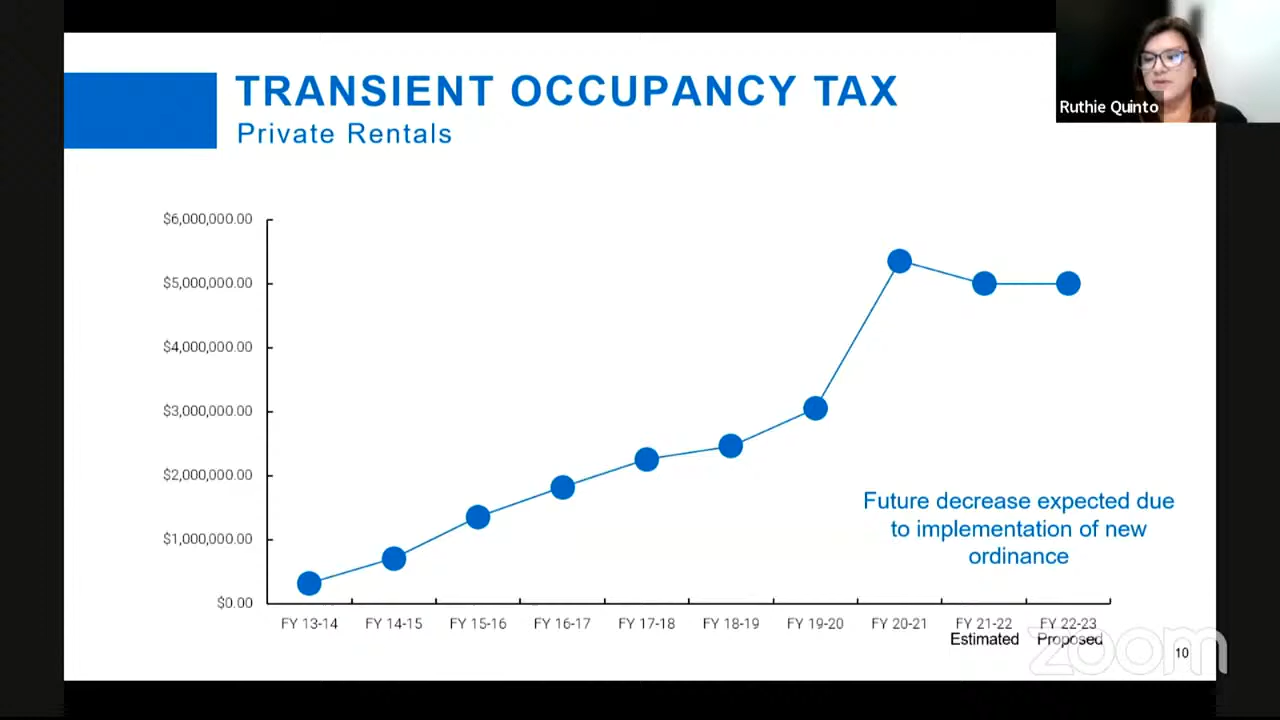 TRANSIENT OCCUPANCY TAX
Private Rentals
Ruthie Quinto
$6,000,000.00
$5,000,000.00
$4,000,000.00
$3,000,000.00
$2,000,000.00
$1,000,000.00
$0.00
Future decrease expected due
to implementation of new
ordinance
FY 13-14 FY 14-15 FY 15-16 FY 16-17 FY 17-18 FY 18-19 FY 19-20 FY 20-21 FY 21-22 FY 22-23
Estimated Proposed
zoom
10